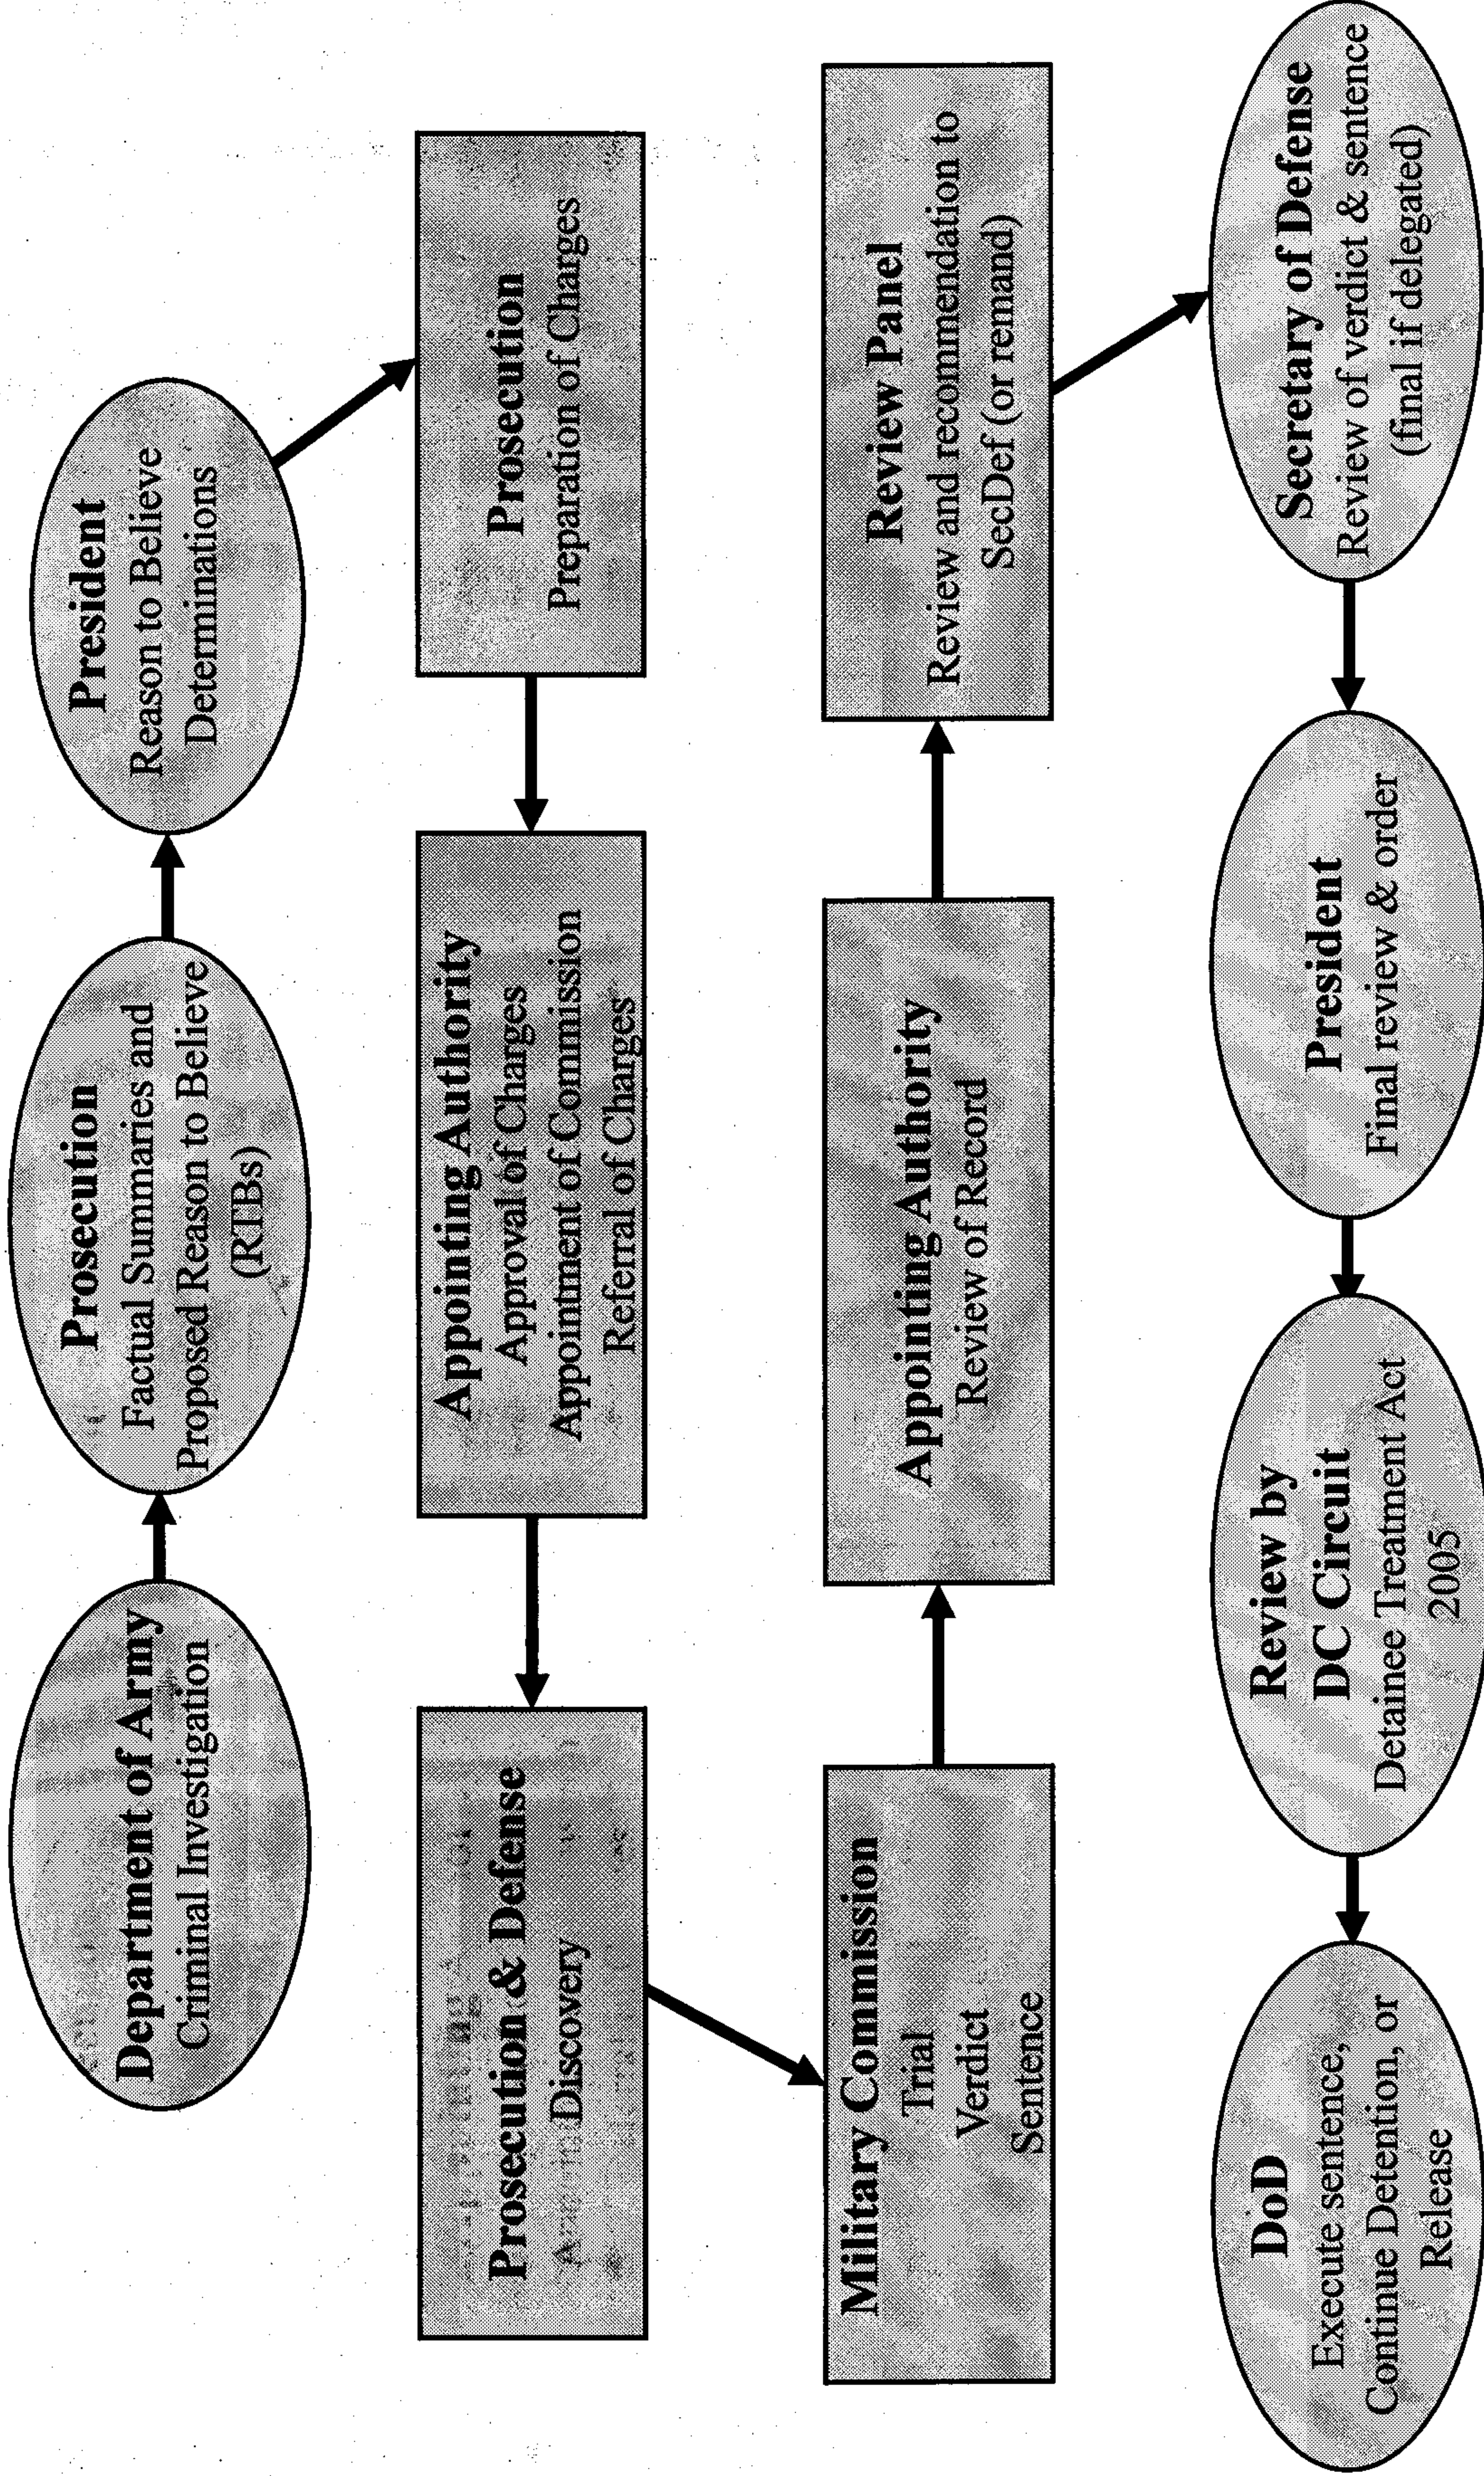 Department of Army
Criminal Investigation
Prosecution
Factual Summaries and
Proposed Reason to Believe
(RTBs)
President
Reason to Believe
Determinations
Prosecution
Preparation of Charges
Appointing Authority
Approval of Charges
Appointment of Commission
Referral of Charges
Prosecution & Defense
Discovery
Military Commission
Trial
Verdict
Sentence
Appointing Authority
Review of Record
Review Panel
Review and recommendation to
SecDef (or remand)
Secretary of Defense
Review of verdict & sentence
(final if delegated)
President
Final review & order
Review by
DC Circuit
Detainee Treatment Act
2005
DoD
Execute sentence,
Continue Detention, or
Release